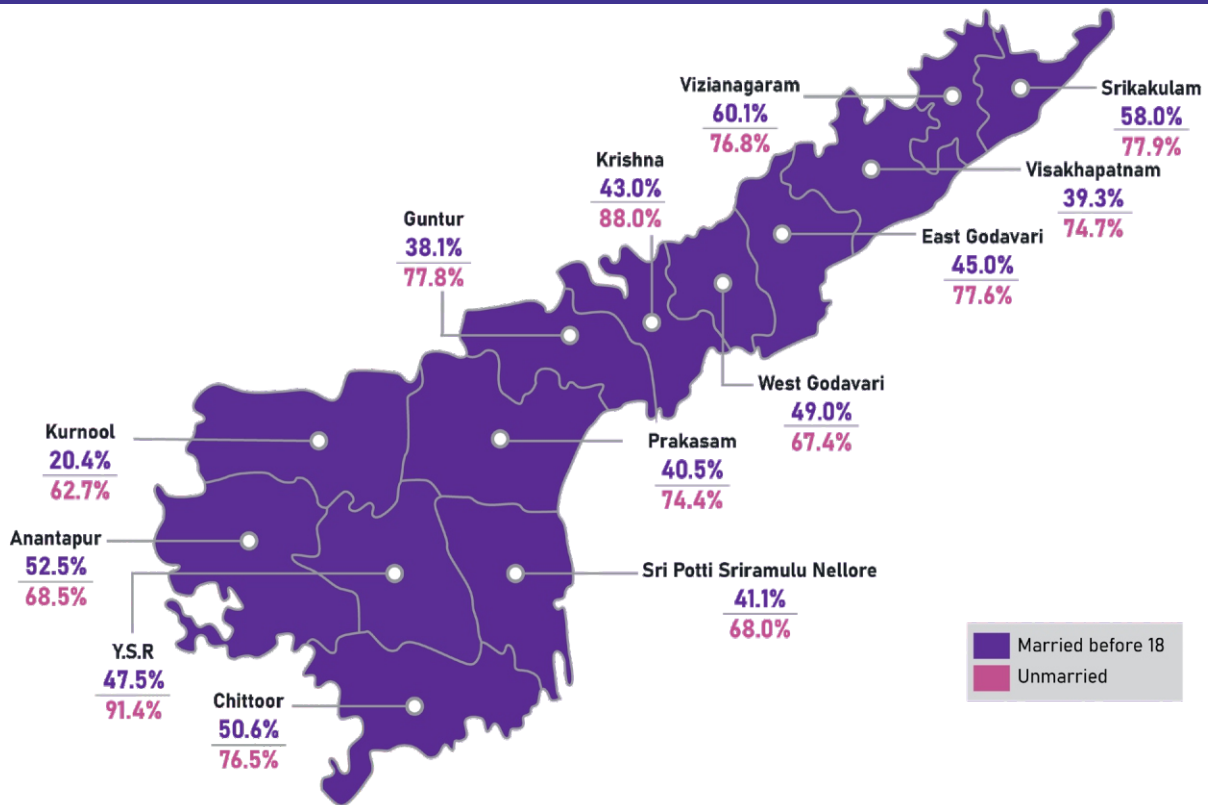 Vizianagaram
60.1%
76.8%
Srikakulam
58.0%
77.9%
Krishna
43.0%
88.0%
Visakhapatnam
39.3%
74.7%
Guntur
38.1%
77.8%
East Godavari
45.0%
77.6%
West Godavari
49.0%
67.4%
Kurnool
20.4%
62.7%
Prakasam
40.5%
74.4%
Anantapur
52.5%
68.5%
Sri Potti Sriramulu Nellore
41.1%
68.0%
Y.S.R
47.5%
91.4%
Chittoor
50.6%
76.5%
Married before 18
Unmarried